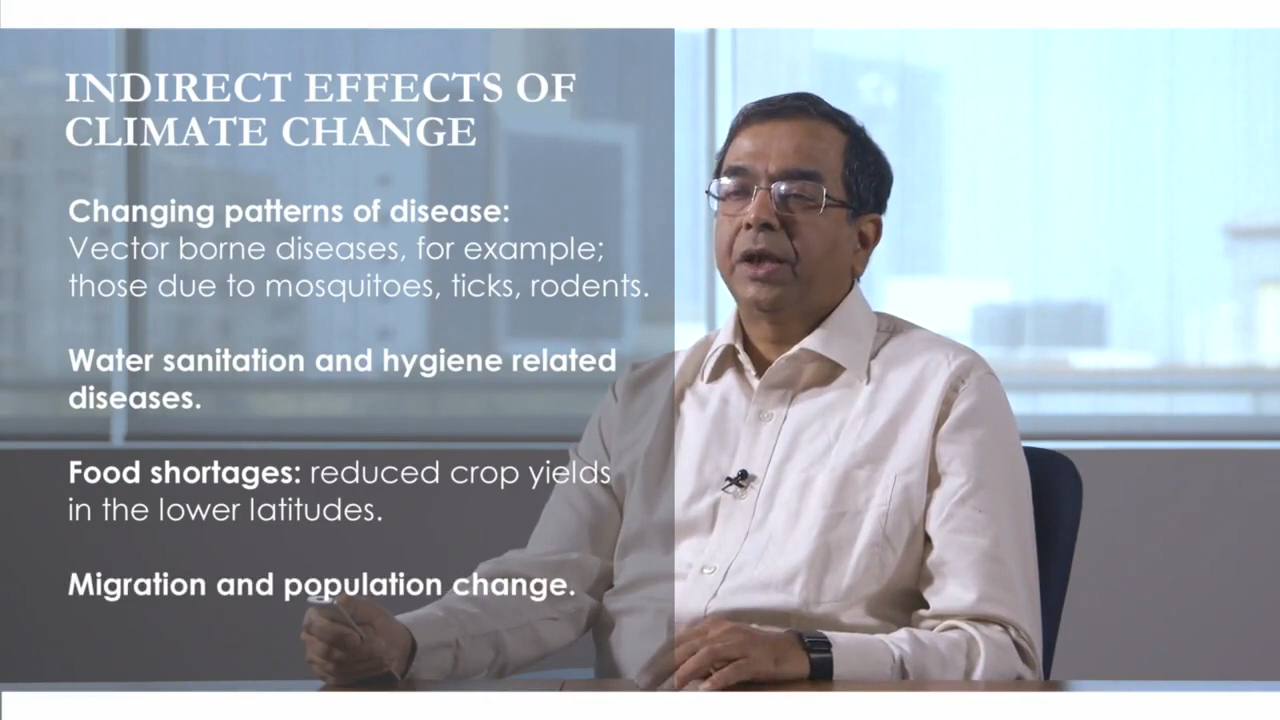 INDIRECT EFFECTS OF
CLIMATE CHANGE
Changing patterns of disease:
Vector borne diseases, for example;
those due to mosquitoes, ticks, rodents.
Water sanitation and hygiene related
diseases.
Food shortages: reduced crop yields
in the lower latitudes.
Migration and population change.